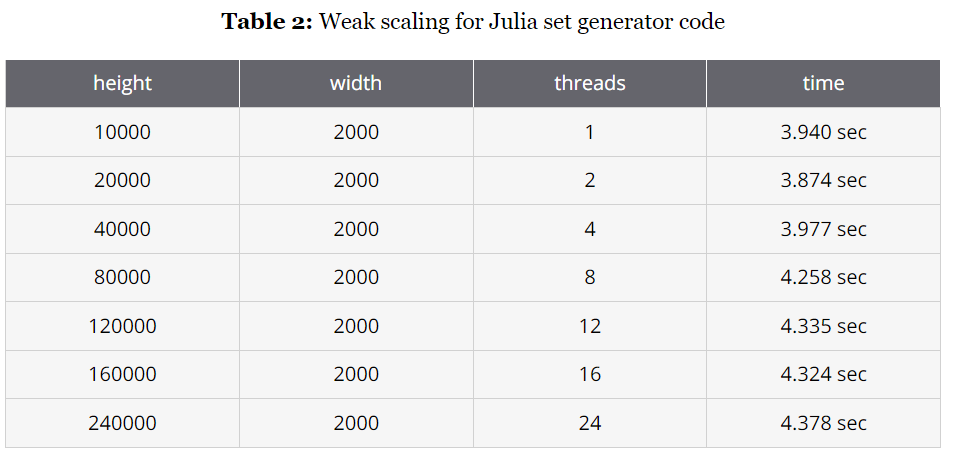 Table 2: Weak scaling for Julia set generator code
height width threads time
10000 2000 1 3.940 sec
20000 2000 2 3.874 sec
40000 2000 4 3.977 sec
80000 2000 8 4.258 sec
120000 2000 12 4.335 sec
160000 2000 16 4.324 sec
240000 2000 24 4.378 sec